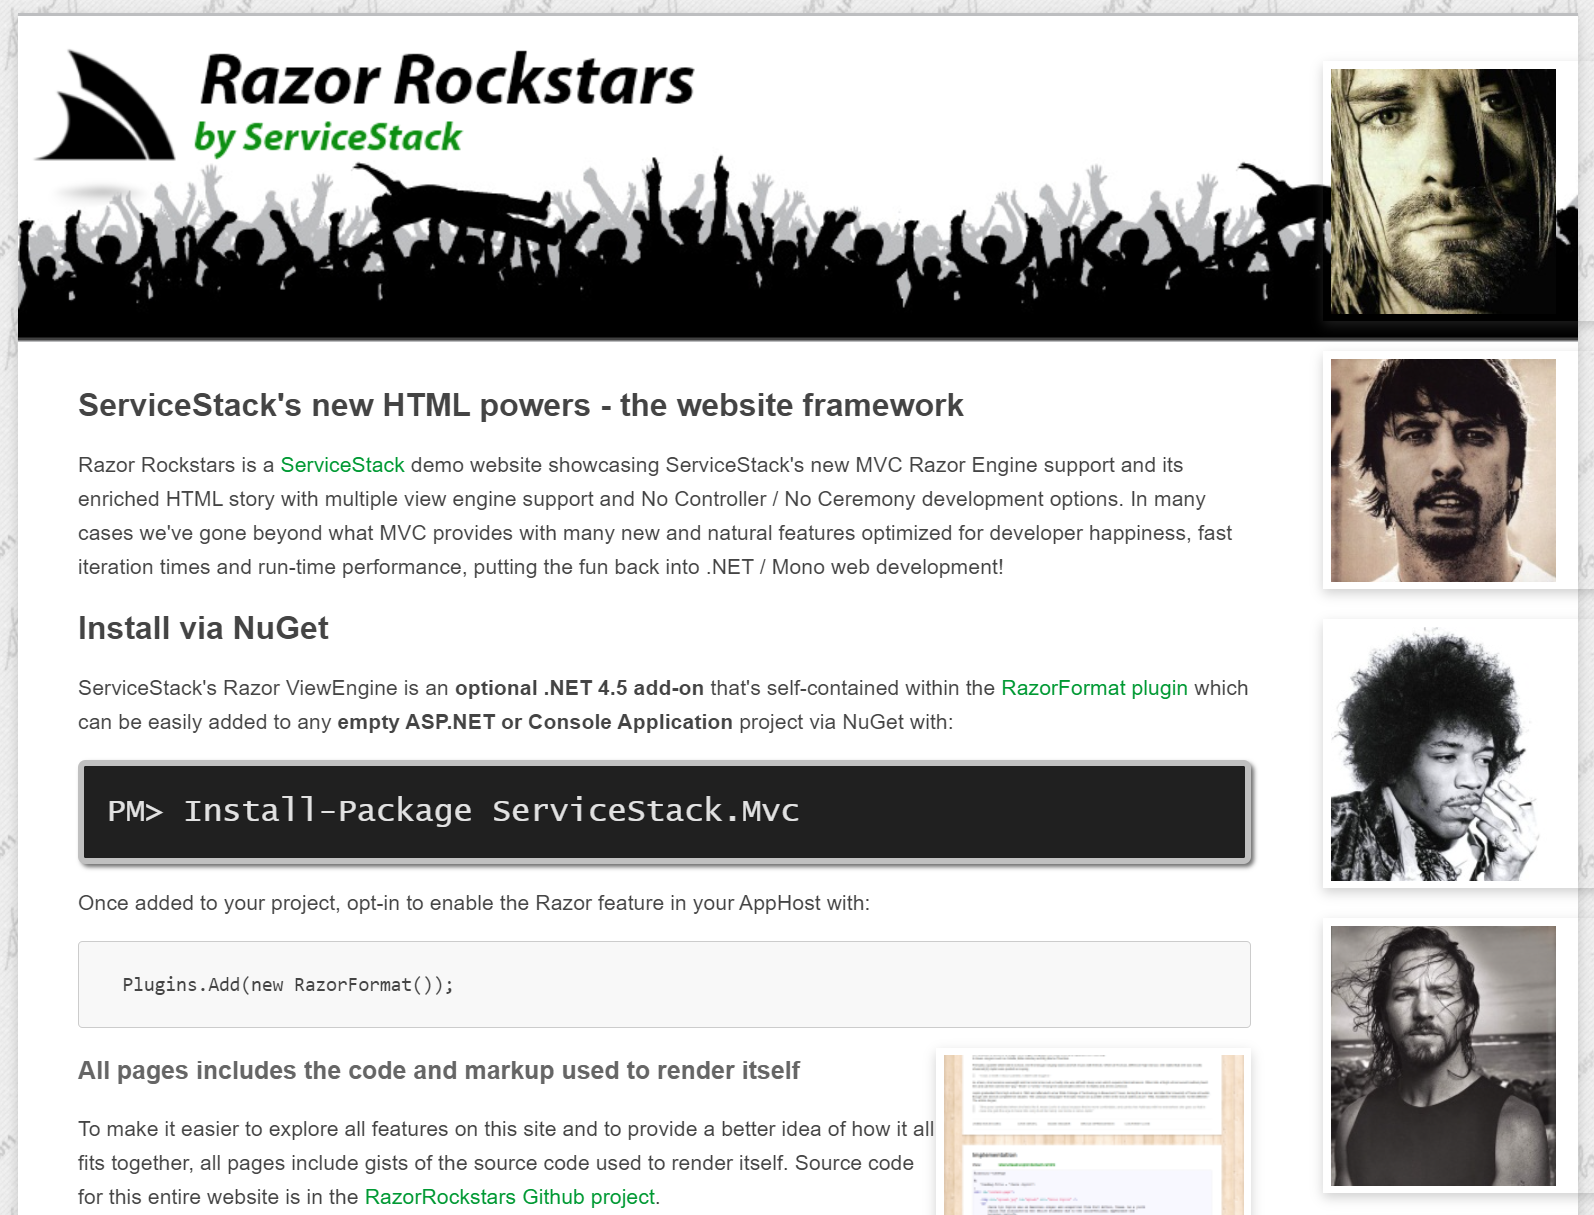 Razor Rockstars
by ServiceStack
ServiceStack's new HTML powers - the website framework
Razor Rockstars is a ServiceStack demo website showcasing ServiceStack's new MVC Razor Engine support and its
enriched HTML story with multiple view engine support and No Controller / No Ceremony development options. In many
cases we've gone beyond what MVC provides with many new and natural features optimized for developer happiness, fast
iteration times and run-time performance, putting the fun back into .NET / Mono web development!
Install via NuGet
ServiceStack's Razor ViewEngine is an optional .NET 4.5 add-on that's self-contained within the RazorFormat plugin which
can be easily added to any empty ASP.NET or Console Application project via NuGet with:
PM> Install-Package ServiceStack.Mvc
Once added to your project, opt-in to enable the Razor feature in your AppHost with:
Plugins.Add(new RazorFormat());
All pages includes the code and markup used to render itself
To make it easier to explore all features on this site and to provide a better idea of how it all
fits together, all pages include gists of the source code used to render itself. Source code
for this entire website is in the RazorRockstars Github project.
Implementation